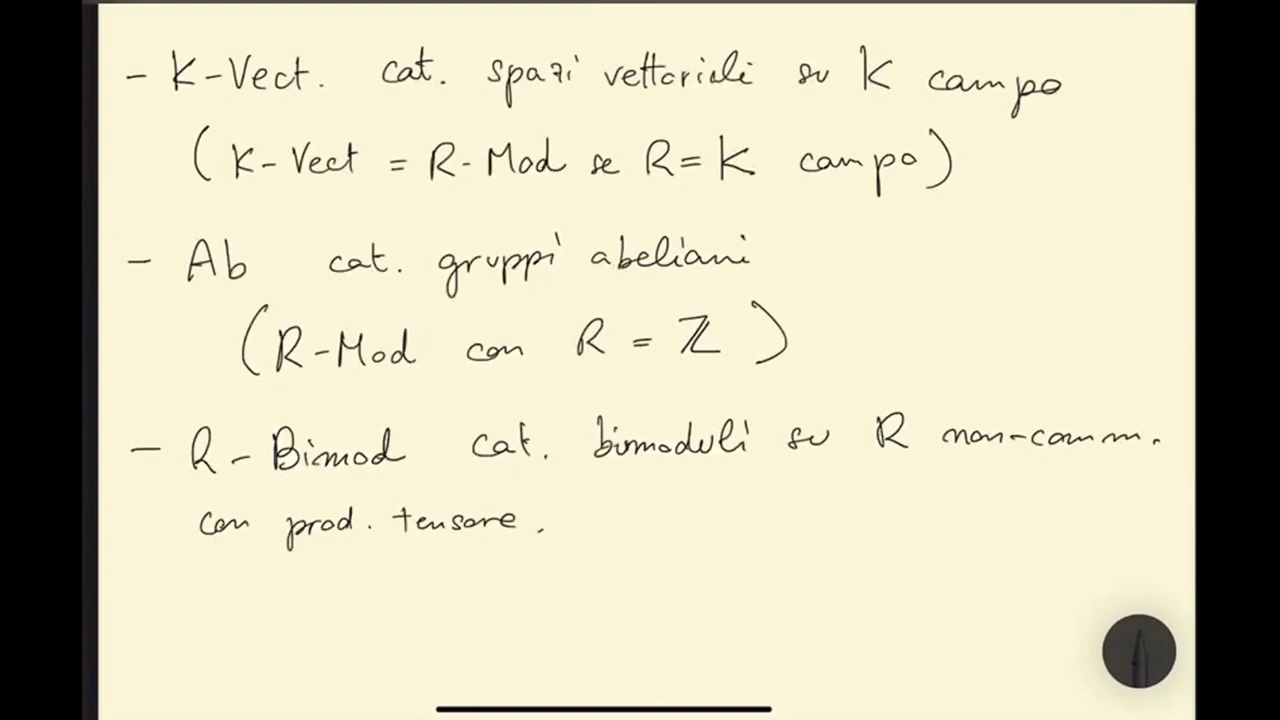 - K-Vect. cat. spazi vettoriali su K campo
(K-Vect = R-Mod se R = K campo)
- Ab cat. gruppi abeliani
(R-Mod con R = ℤ)
- R-Bimod cat. bimoduli su R non-comm.
con prod. tensore.